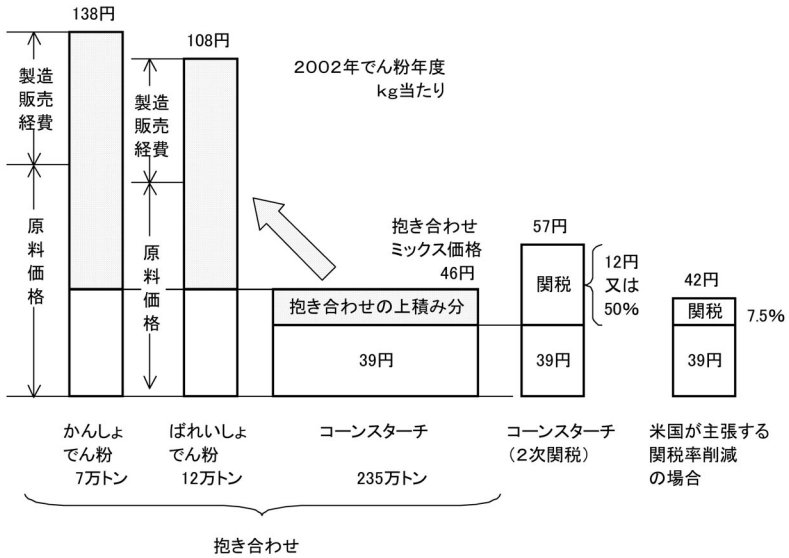 138円
108円
2002年でん粉年度
kg当たり
製造
販売
経費
製造
販売
経費
原料価格
原料価格
抱き合わせ
ミックス価格
46円
57円
12円
又は
50%
42円
関税
関税
7.5%
抱き合わせの上積み分
39円
39円
39円
かんしょ
でん粉
7万トン
ばれいしょ
でん粉
12万トン
コーンスターチ
235万トン
コーンスターチ
(2次関税)
米国が主張する
関税率削減
の場合
抱き合わせ